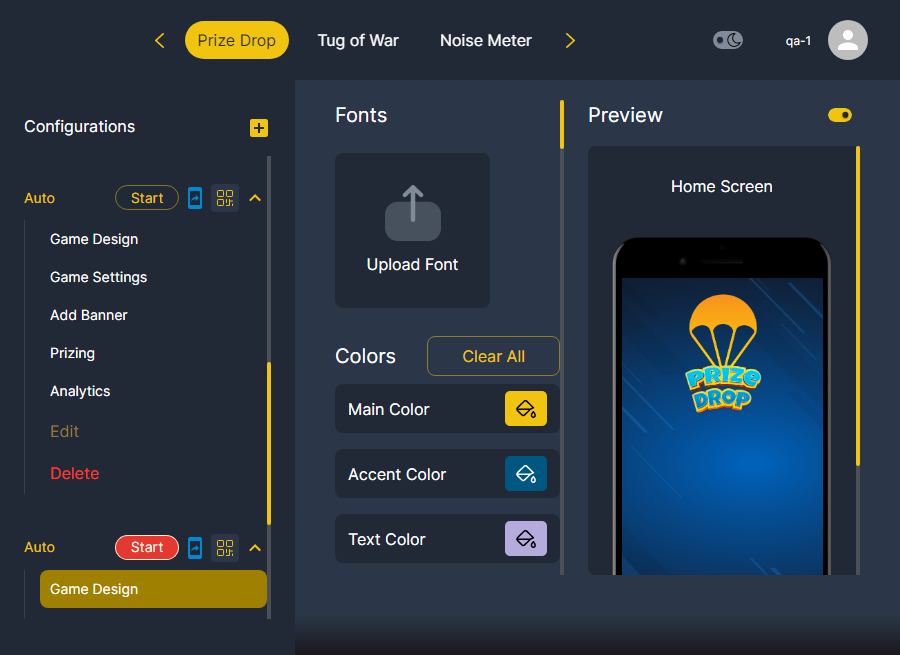 Prize Drop
Tug of War
Noise Meter
qa-1
Configurations
Auto
Start
Game Design
Game Settings
Add Banner
Prizing
Analytics
Edit
Delete
Auto
Start
Game Design
Fonts
Upload Font
Colors
Clear All
Main Color
Accent Color
Text Color
Preview
Home Screen
PRIZE
DROP